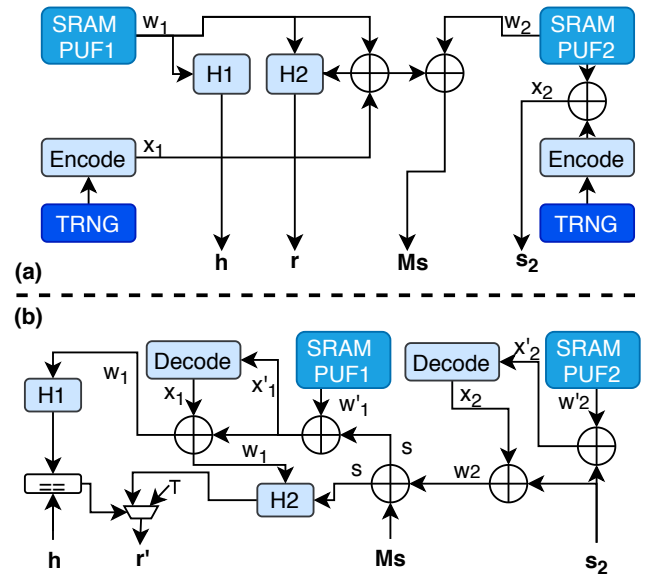 SRAM
PUF1
w1
w2
SRAM
PUF2
H1
H2
x2
Encode
x1
Encode
TRNG
TRNG
h
r
Ms
s2
(a)
(b)
Decode
SRAM
PUF1
Decode
x'2
SRAM
PUF2
w1
x1
x'1
x2
H1
w'1
w'2
w1
s
s
w2
==
T
H2
h
r'
Ms
s2